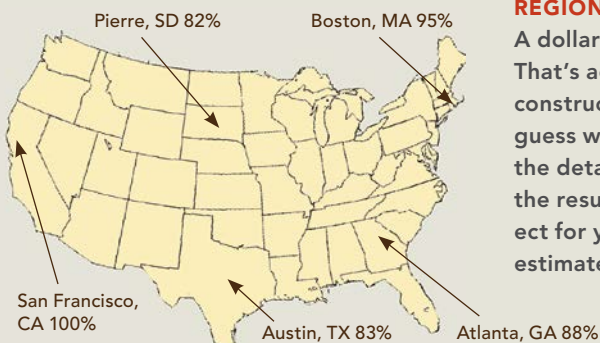 Pierre, SD 82%
Boston, MA 95%
San Francisco,
CA 100%
Austin, TX 83%
Atlanta, GA 88%
REGION
A dollar
That's a
construc
guess w
the deta
the resu
ect for y
estimate